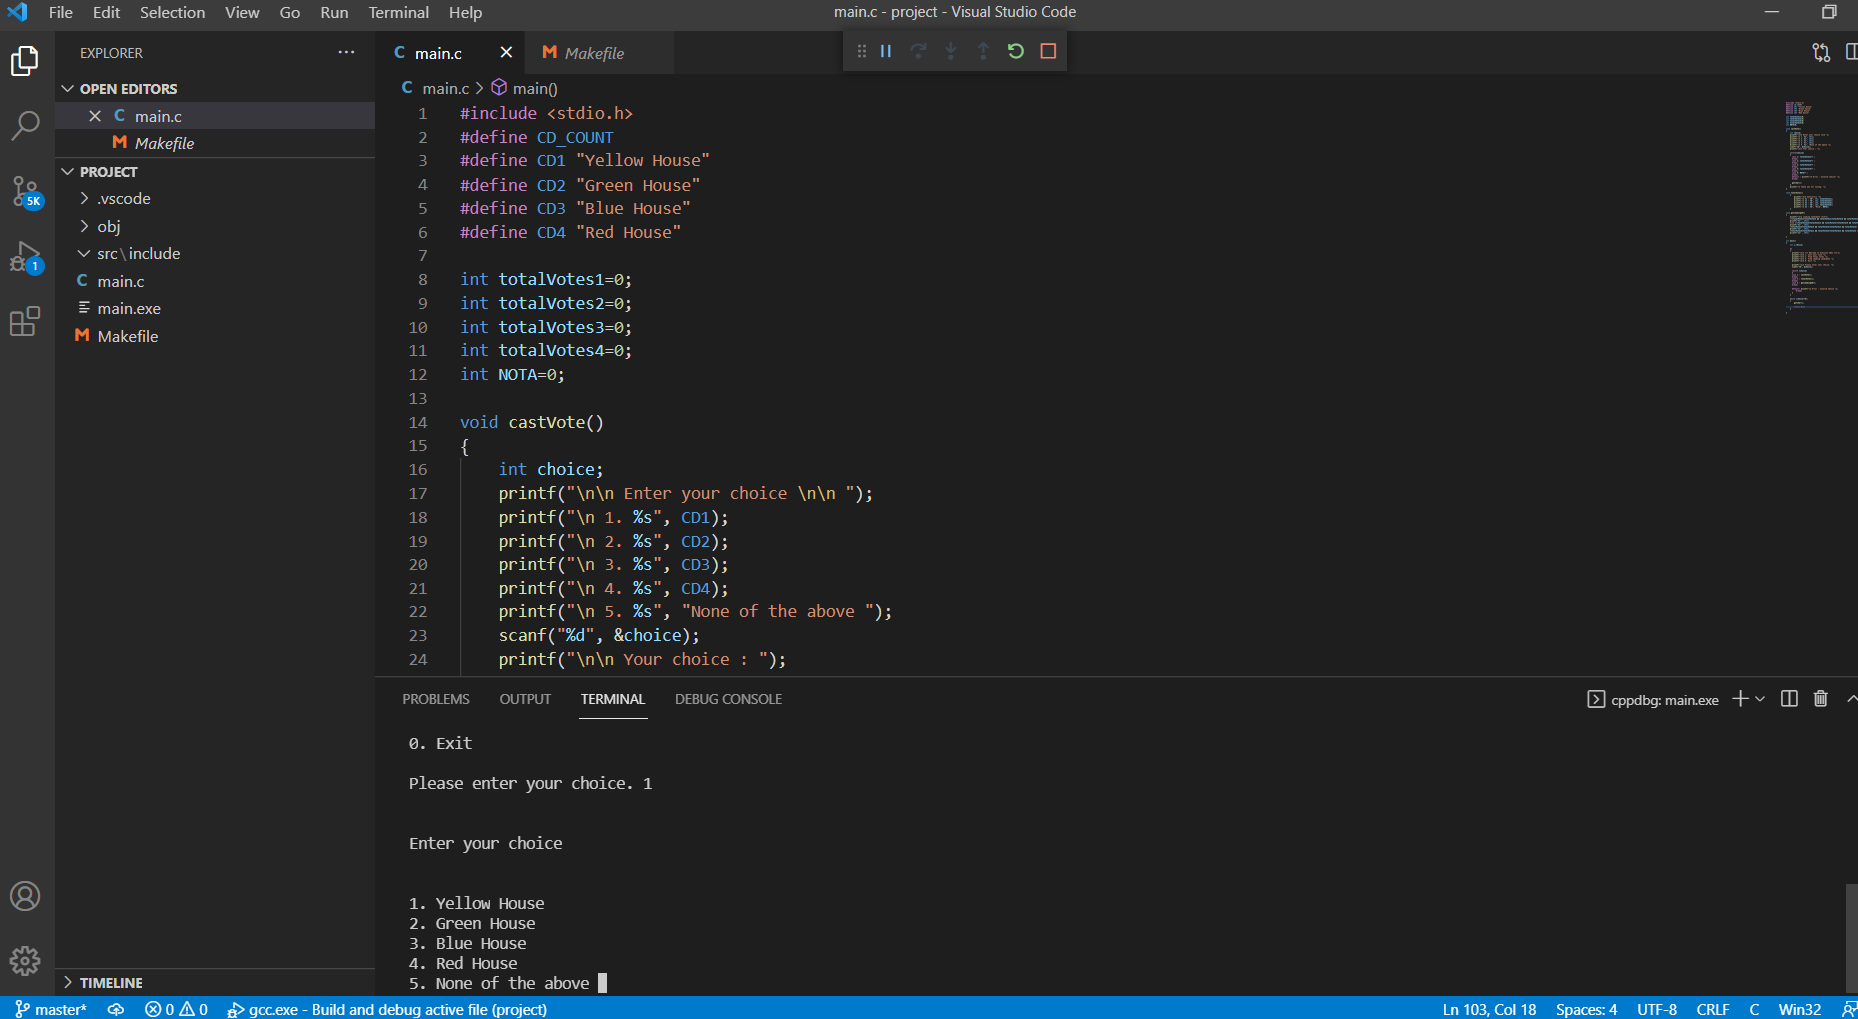 File Edit Selection View Go Run Terminal Help
main.c - project - Visual Studio Code
EXPLORER
OPEN EDITORS
main.c
Makefile
PROJECT
.vscode
obj
src\include
main.c
main.exe
Makefile
TIMELINE
5K
1
main.c
Makefile
main.c > main()
1 #include <stdio.h>
2 #define CD_COUNT
3 #define CD1 "Yellow House"
4 #define CD2 "Green House"
5 #define CD3 "Blue House"
6 #define CD4 "Red House"
7
8 int totalVotes1=0;
9 int totalVotes2=0;
10 int totalVotes3=0;
11 int totalVotes4=0;
12 int NOTA=0;
13
14 void castVote()
15 {
16 int choice;
17 printf("\n\n Enter your choice \n\n ");
18 printf("\n 1. %s", CD1);
19 printf("\n 2. %s", CD2);
20 printf("\n 3. %s", CD3);
21 printf("\n 4. %s", CD4);
22 printf("\n 5. %s", "None of the above ");
23 scanf("%d", &choice);
24 printf("\n\n Your choice : ");
PROBLEMS OUTPUT TERMINAL DEBUG CONSOLE
cppdbg: main.exe
0. Exit
Please enter your choice. 1
Enter your choice
1. Yellow House
2. Green House
3. Blue House
4. Red House
5. None of the above
master* 0 0 gcc.exe - Build and debug active file (project)
Ln 103, Col 18 Spaces: 4 UTF-8 CRLF C Win32